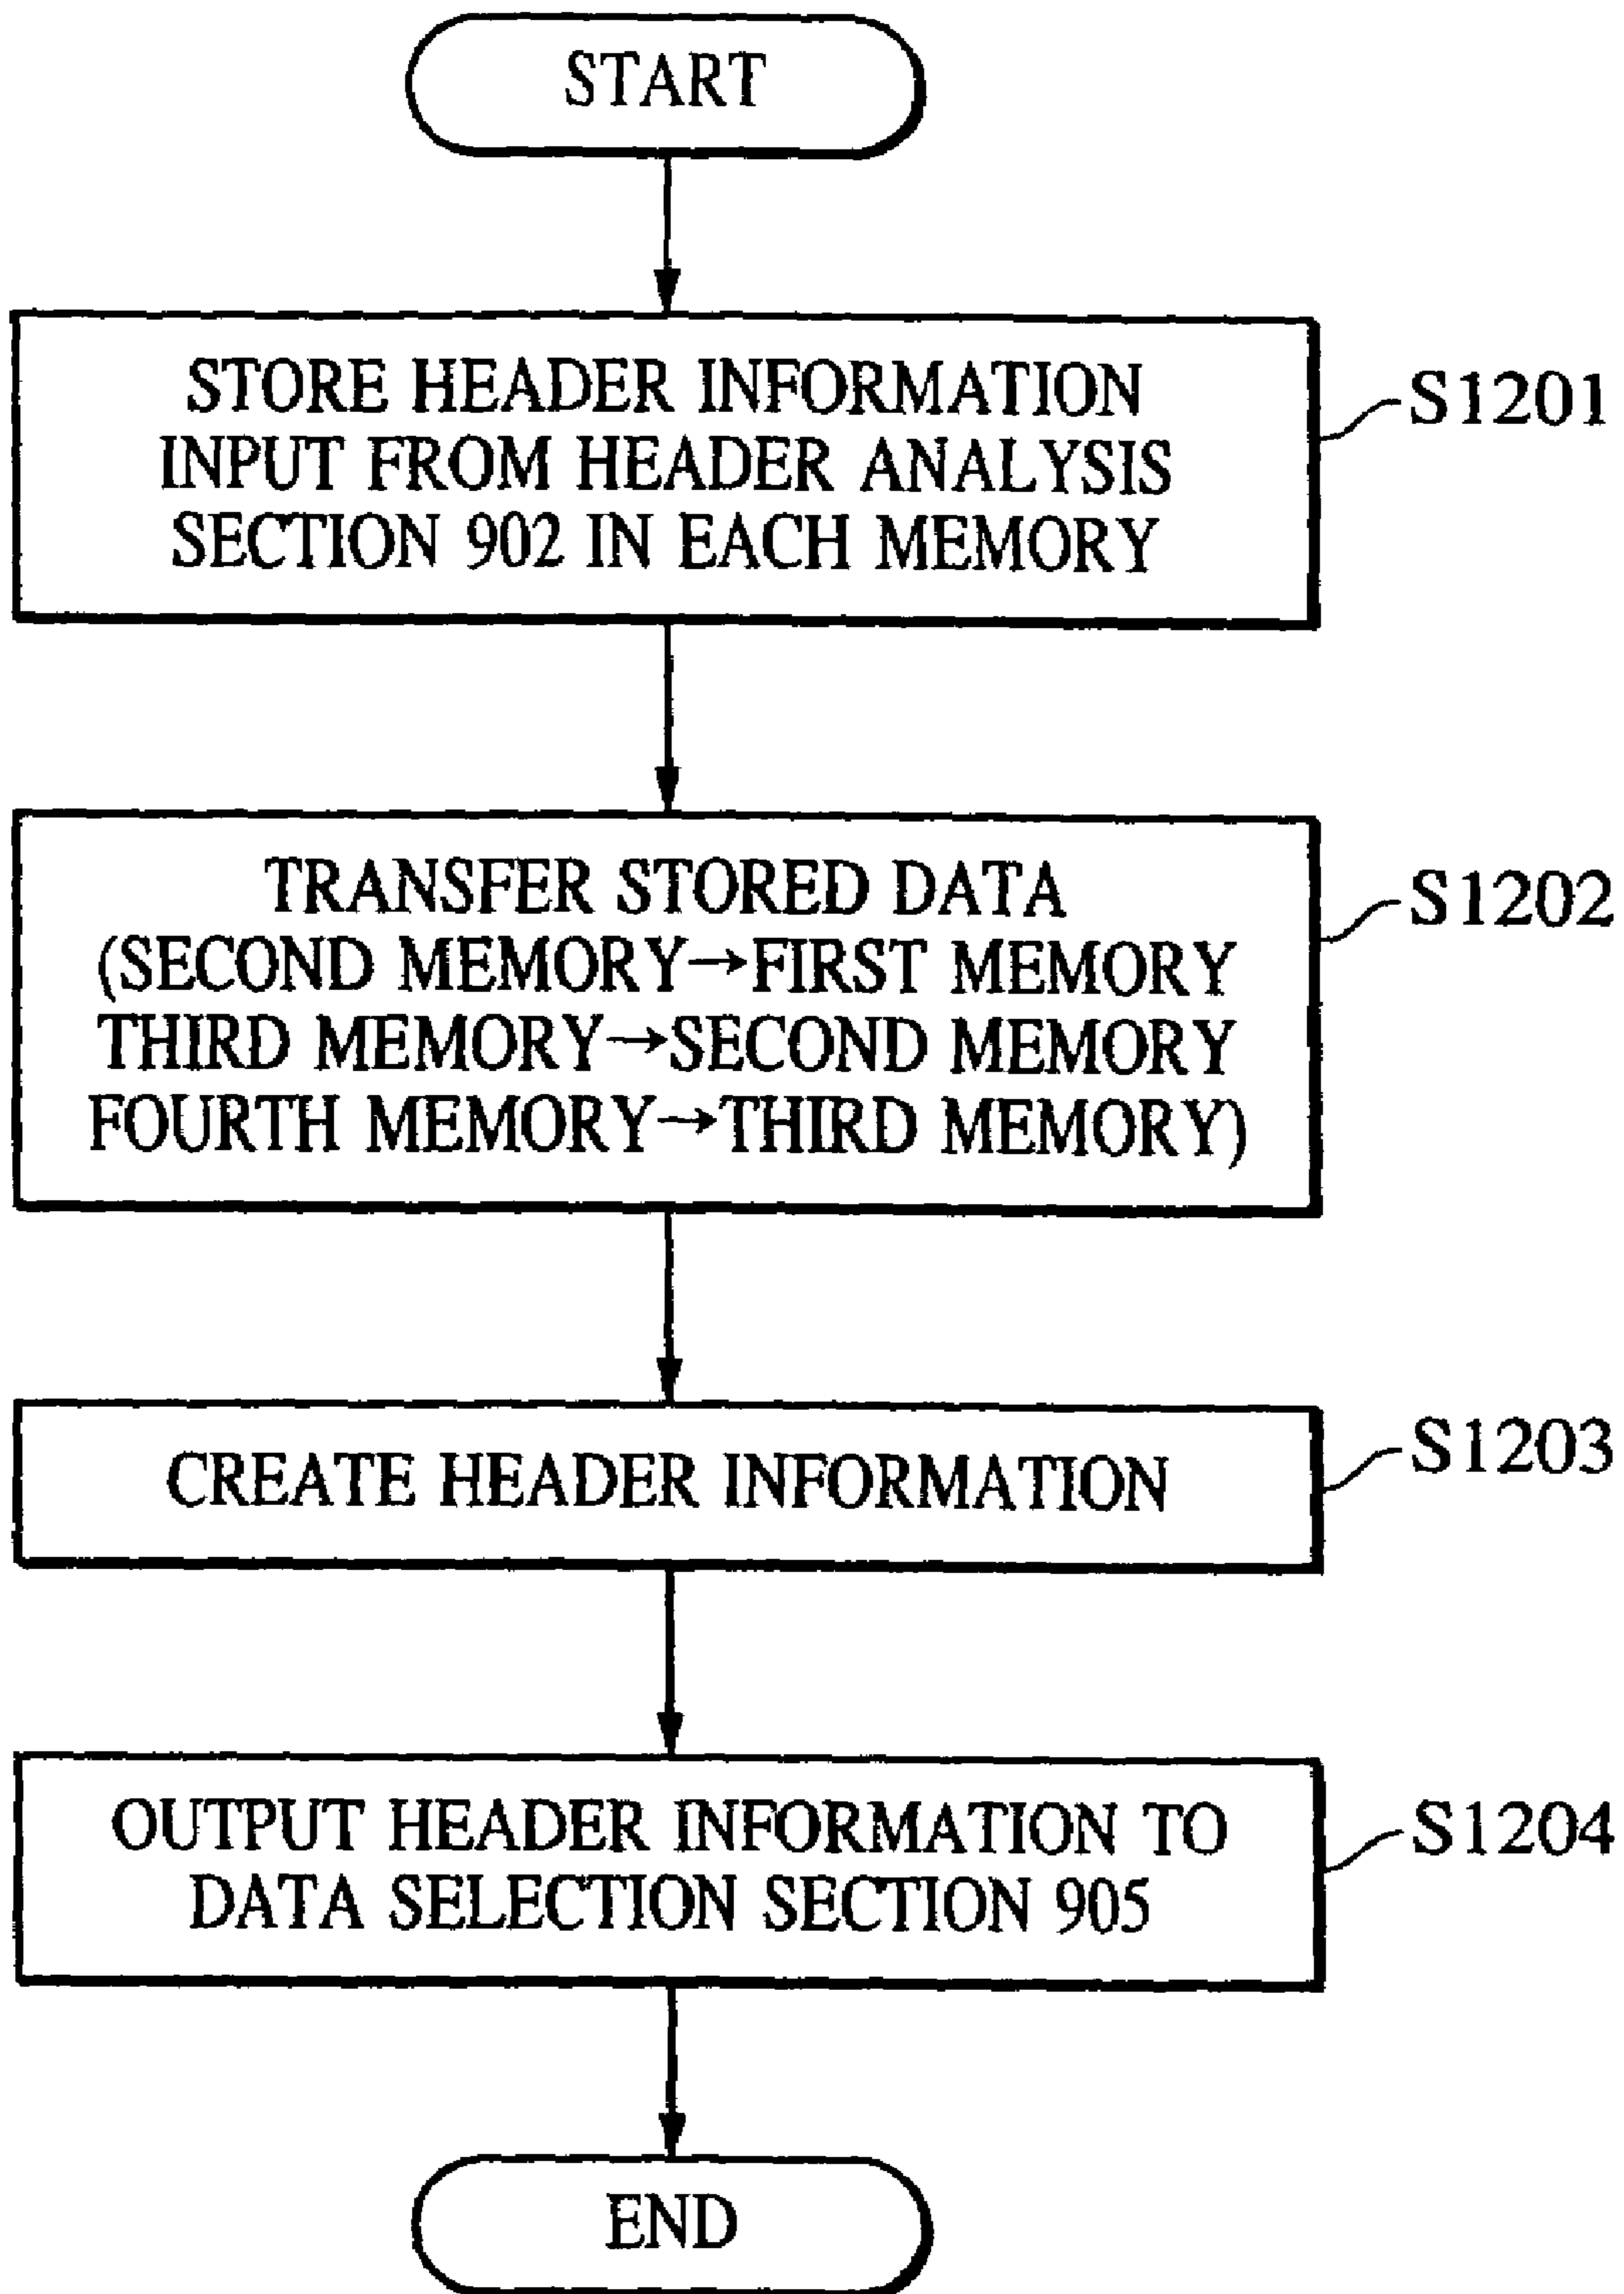 START
STORE HEADER INFORMATION
INPUT FROM HEADER ANALYSIS
SECTION 902 IN EACH MEMORY
S1201
TRANSFER STORED DATA
(SECOND MEMORY→FIRST MEMORY
THIRD MEMORY→SECOND MEMORY
FOURTH MEMORY→THIRD MEMORY)
S1202
CREATE HEADER INFORMATION
S1203
OUTPUT HEADER INFORMATION TO
DATA SELECTION SECTION 905
S1204
END